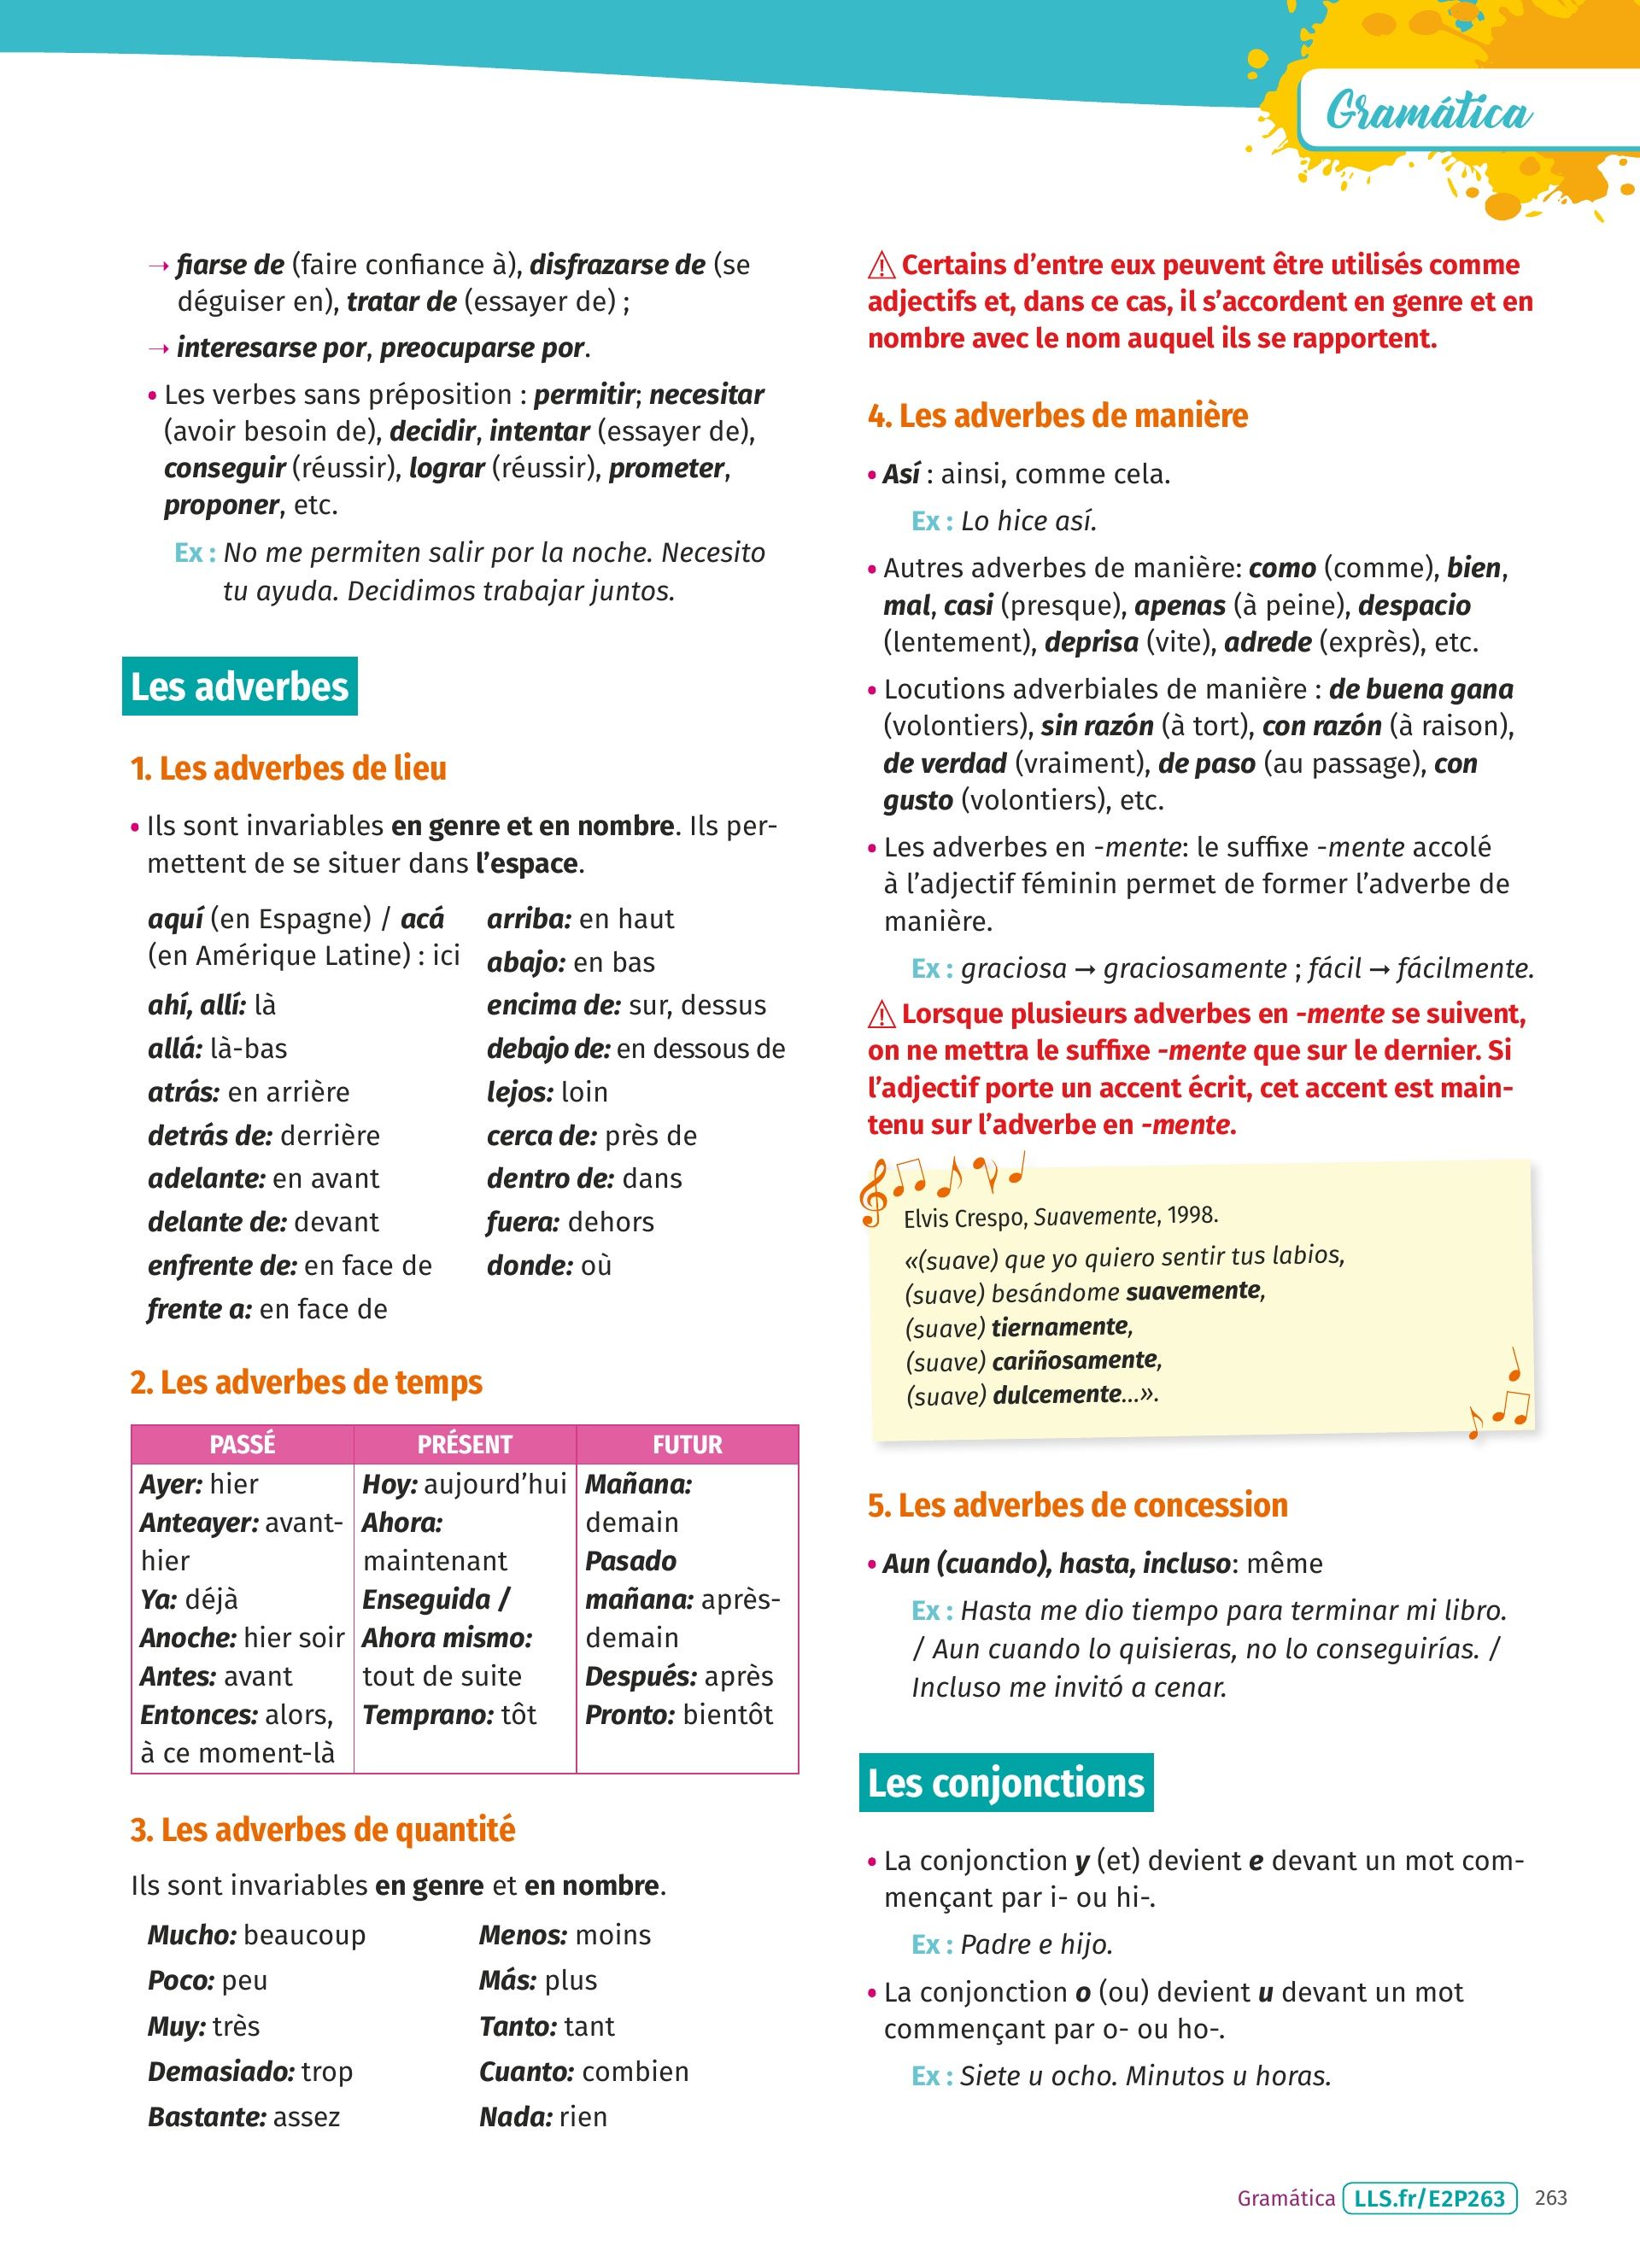 Gramática
→ fiarse de (faire confiance à), disfrazarse de (se
déguiser en), tratar de (essayer de) ;
→ interesarse por, preocuparse por.
• Les verbes sans préposition : permitir; necesitar
(avoir besoin de), decidir, intentar (essayer de),
conseguir (réussir), lograr (réussir), prometer,
proponer, etc.
Ex : No me permiten salir por la noche. Necesito
tu ayuda. Decidimos trabajar juntos.
Les adverbes
1. Les adverbes de lieu
• Ils sont invariables en genre et en nombre. Ils per-
mettent de se situer dans l'espace.
aquí (en Espagne) / acá
(en Amérique Latine) : ici
ahí, allí: là
allá: là-bas
atrás: en arrière
detrás de: derrière
adelante: en avant
delante de: devant
enfrente de: en face de
frente a: en face de
arriba: en haut
abajo: en bas
encima de: sur, dessus
debajo de: en dessous de
lejos: loin
cerca de: près de
dentro de: dans
fuera: dehors
donde: où
2. Les adverbes de temps
PASSÉ
Ayer: hier
Anteayer: avant-
hier
Ya: déjà
Anoche: hier soir
Antes: avant
Entonces: alors,
à ce moment-là
PRÉSENT
Hoy: aujourd'hui
Ahora:
maintenant
Enseguida /
Ahora mismo:
tout de suite
Temprano: tôt
FUTUR
Mañana:
demain
Pasado
mañana: après-
demain
Después: après
Pronto: bientôt
3. Les adverbes de quantité
Ils sont invariables en genre et en nombre.
Mucho: beaucoup
Poco: peu
Muy: très
Demasiado: trop
Bastante: assez
Menos: moins
Más: plus
Tanto: tant
Cuanto: combien
Nada: rien
⚠ Certains d'entre eux peuvent être utilisés comme
adjectifs et, dans ce cas, il s'accordent en genre et en
nombre avec le nom auquel ils se rapportent.
4. Les adverbes de manière
• Así : ainsi, comme cela.
Ex : Lo hice así.
• Autres adverbes de manière: como (comme), bien,
mal, casi (presque), apenas (à peine), despacio
(lentement), deprisa (vite), adrede (exprès), etc.
• Locutions adverbiales de manière : de buena gana
(volontiers), sin razón (à tort), con razón (à raison),
de verdad (vraiment), de paso (au passage), con
gusto (volontiers), etc.
• Les adverbes en -mente: le suffixe -mente accolé
à l'adjectif féminin permet de former l'adverbe de
manière.
Ex : graciosa → graciosamente ; fácil → fácilmente.
⚠ Lorsque plusieurs adverbes en -mente se suivent,
on ne mettra le suffixe -mente que sur le dernier. Si
l'adjectif porte un accent écrit, cet accent est main-
tenu sur l'adverbe en -mente.
Elvis Crespo, Suavemente, 1998.
«(suave) que yo quiero sentir tus labios,
(suave) besándome suavemente,
(suave) tiernamente,
(suave) cariñosamente,
(suave) dulcemente...».
5. Les adverbes de concession
• Aun (cuando), hasta, incluso: même
Ex : Hasta me dio tiempo para terminar mi libro.
/ Aun cuando lo quisieras, no lo conseguirías. /
Incluso me invitó a cenar.
Les conjonctions
• La conjonction y (et) devient e devant un mot com-
mençant par i- ou hi-.
Ex : Padre e hijo.
• La conjonction o (ou) devient u devant un mot
commençant par o- ou ho-.
Ex : Siete u ocho. Minutos u horas.
Gramática LLS.fr/E2P263 263